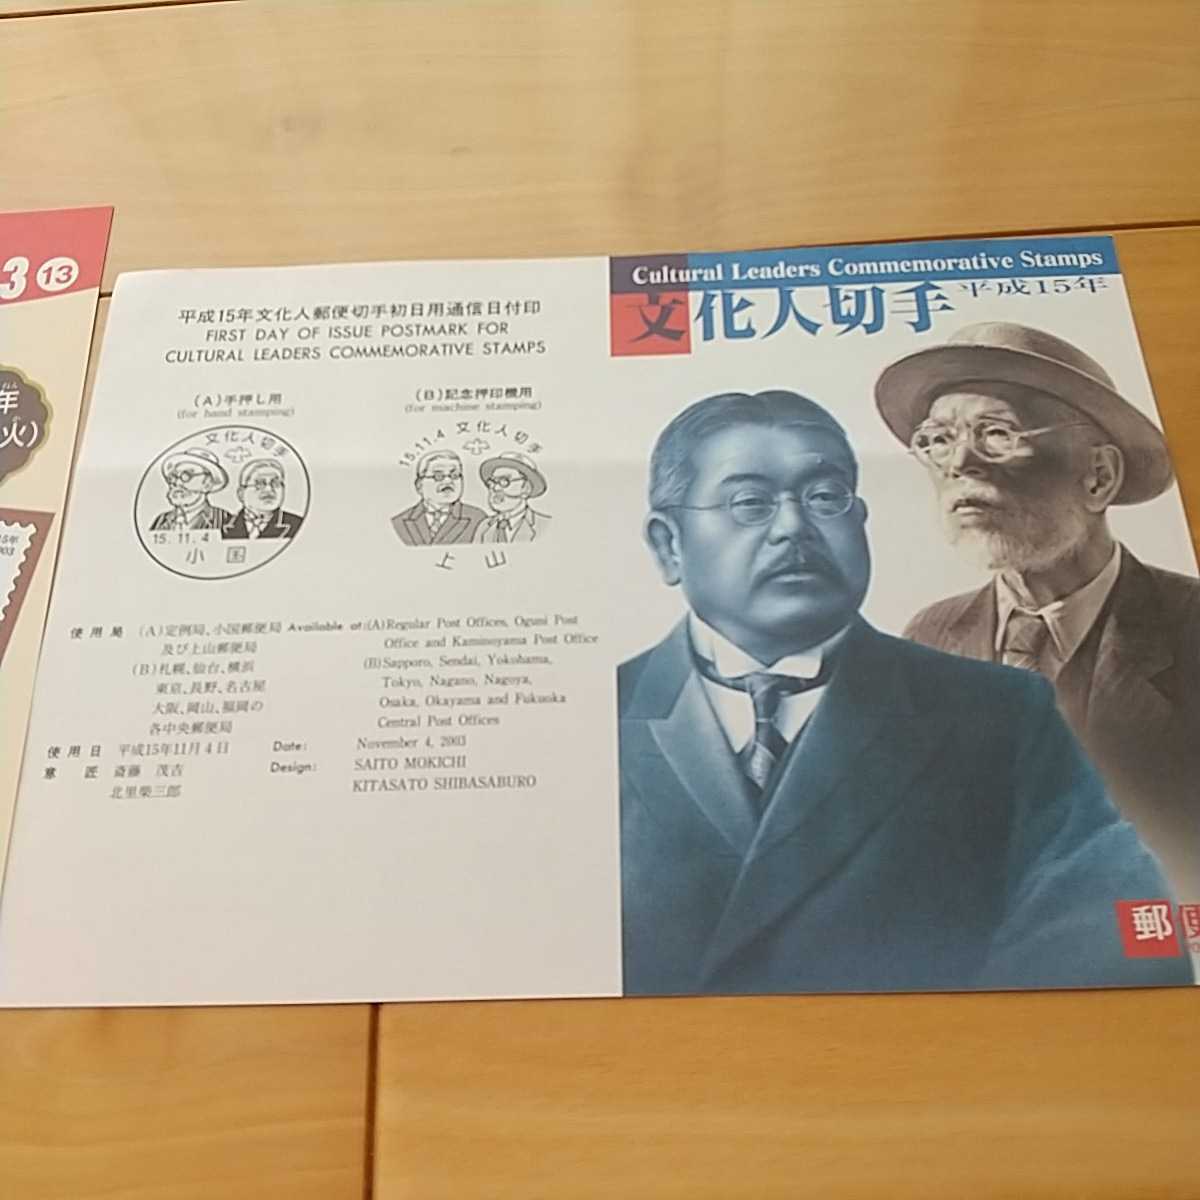 3 13
年
火)
Cultural Leaders Commemorative Stamps
文化人切手 平成15年
平成15年文化人郵便切手初日用通信日付印
FIRST DAY OF ISSUE POSTMARK FOR
CULTURAL LEADERS COMMEMORATIVE STAMPS
(A)手押し用
(for hand stamping)
文化人切手
15.11.4
小国
(B)記念押印機用
(for machine stamping)
15.11.4 文化人切手
上山
使用局 (A)定例局、小国郵便局
及び上山郵便局
(B)札幌、仙台、横浜
東京、長野、名古屋
大阪、岡山、福岡の
各中央郵便局
使用日 平成15年11月4日
意匠 斎藤 茂吉
北里柴三郎
Available at:(A)Regular Post Offices, Oguni Post
Office and Kaminoyama Post Office
(B)Sapporo, Sendai, Yokohama,
Tokyo, Nagano, Nagoya,
Osaka, Okayama and Fukuoka
Central Post Offices
Date: November 4, 2003
Design: SAITO MOKICHI
KITASATO SHIBASABURO
郵